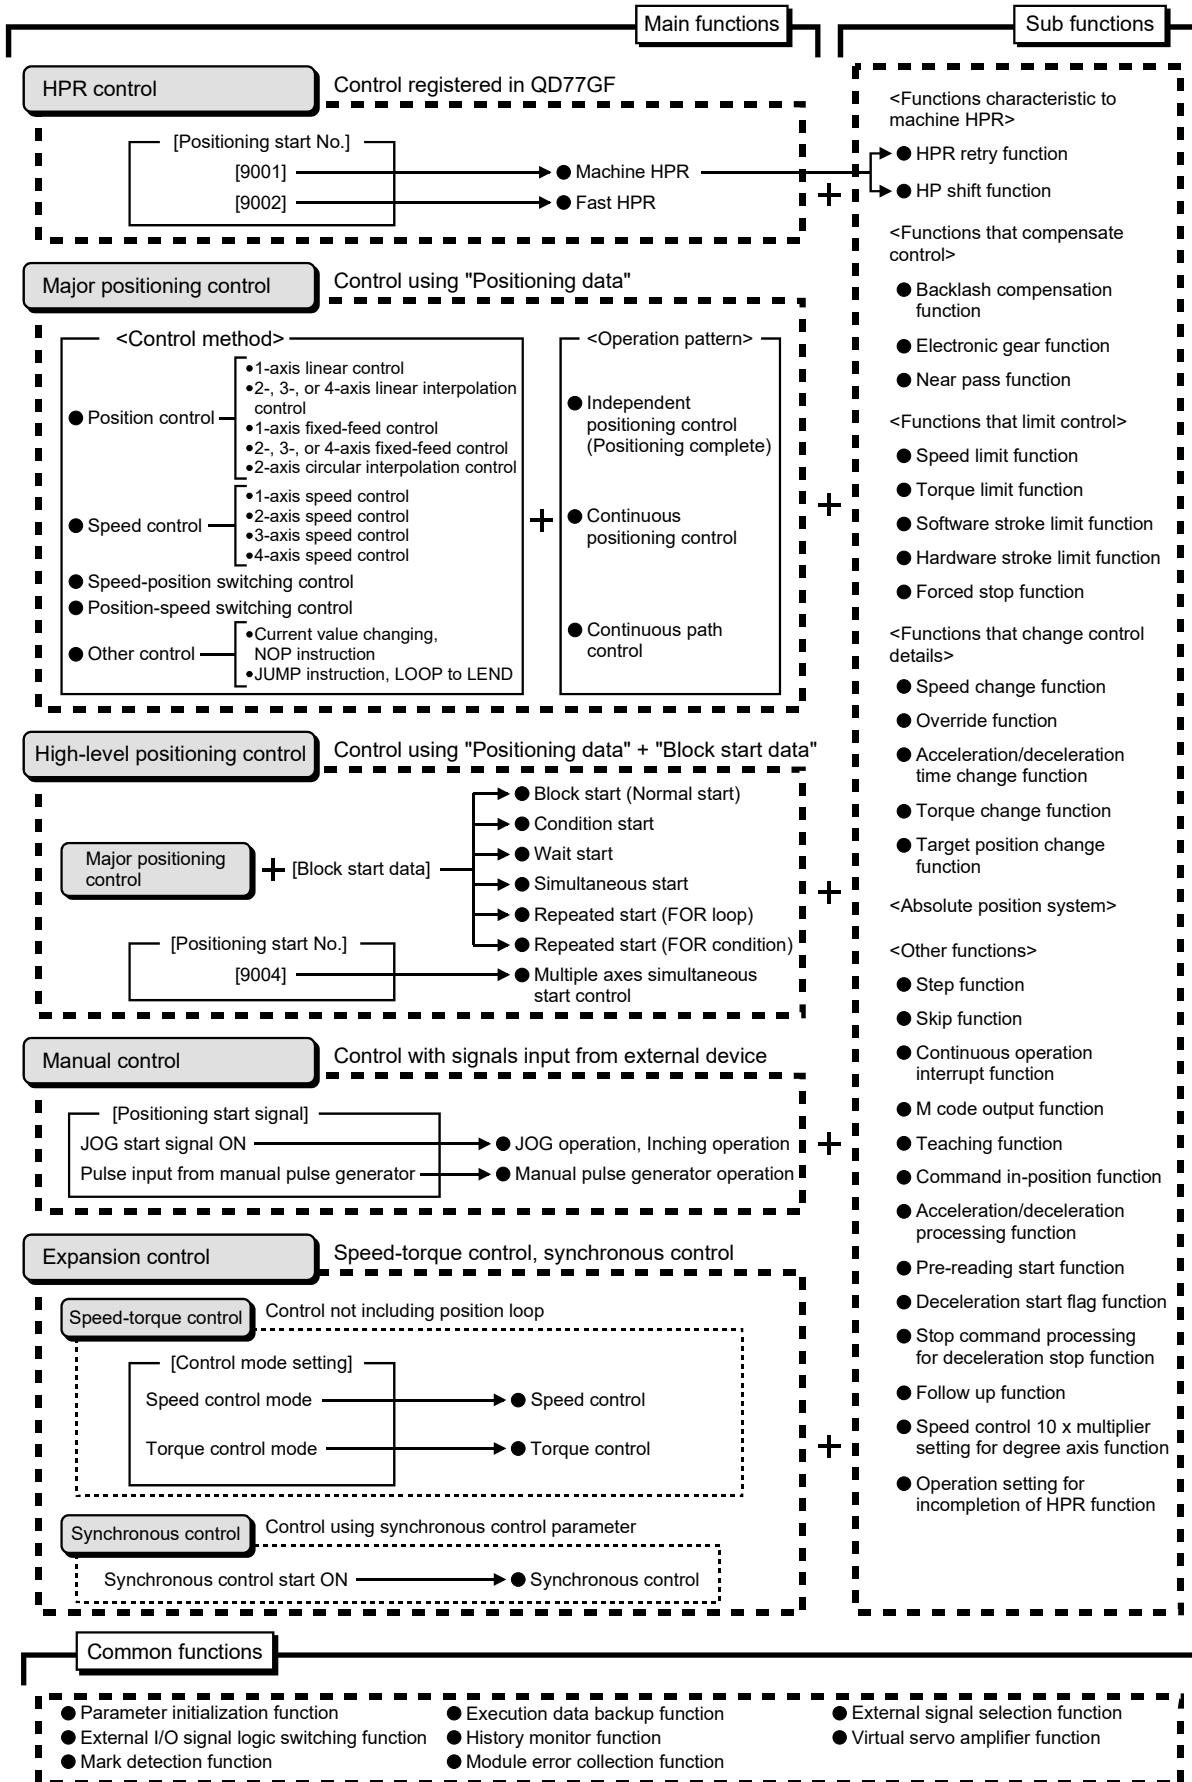 Main functions
HPR control
Control registered in QD77GF
[Positioning start No.]
[9001]
Machine HPR
[9002]
Fast HPR
Major positioning control
Control using "Positioning data"
<Control method>
Position control
•1-axis linear control
•2-, 3-, or 4-axis linear interpolation
control
•1-axis fixed-feed control
•2-, 3-, or 4-axis fixed-feed control
•2-axis circular interpolation control
Speed control
•1-axis speed control
•2-axis speed control
•3-axis speed control
•4-axis speed control
Speed-position switching control
Position-speed switching control
Other control
•Current value changing,
NOP instruction
•JUMP instruction, LOOP to LEND
+
<Operation pattern>
Independent
positioning control
(Positioning complete)
Continuous
positioning control
Continuous path
control
High-level positioning control
Control using "Positioning data" + "Block start data"
Major positioning
control
+
[Block start data]
Block start (Normal start)
Condition start
Wait start
Simultaneous start
Repeated start (FOR loop)
Repeated start (FOR condition)
[Positioning start No.]
[9004]
Multiple axes simultaneous
start control
Manual control
Control with signals input from external device
[Positioning start signal]
JOG start signal ON
JOG operation, Inching operation
Pulse input from manual pulse generator
Manual pulse generator operation
Expansion control
Speed-torque control, synchronous control
Speed-torque control
Control not including position loop
[Control mode setting]
Speed control mode
Speed control
Torque control mode
Torque control
Synchronous control
Control using synchronous control parameter
Synchronous control start ON
Synchronous control
+
+
+
+
+
Sub functions
<Functions characteristic to
machine HPR>
HPR retry function
HP shift function
<Functions that compensate
control>
Backlash compensation
function
Electronic gear function
Near pass function
<Functions that limit control>
Speed limit function
Torque limit function
Software stroke limit function
Hardware stroke limit function
Forced stop function
<Functions that change control
details>
Speed change function
Override function
Acceleration/deceleration
time change function
Torque change function
Target position change
function
<Absolute position system>
<Other functions>
Step function
Skip function
Continuous operation
interrupt function
M code output function
Teaching function
Command in-position function
Acceleration/deceleration
processing function
Pre-reading start function
Deceleration start flag function
Stop command processing
for deceleration stop function
Follow up function
Speed control 10 x multiplier
setting for degree axis function
Operation setting for
incompletion of HPR function
Common functions
Parameter initialization function
External I/O signal logic switching function
Mark detection function
Execution data backup function
History monitor function
Module error collection function
External signal selection function
Virtual servo amplifier function